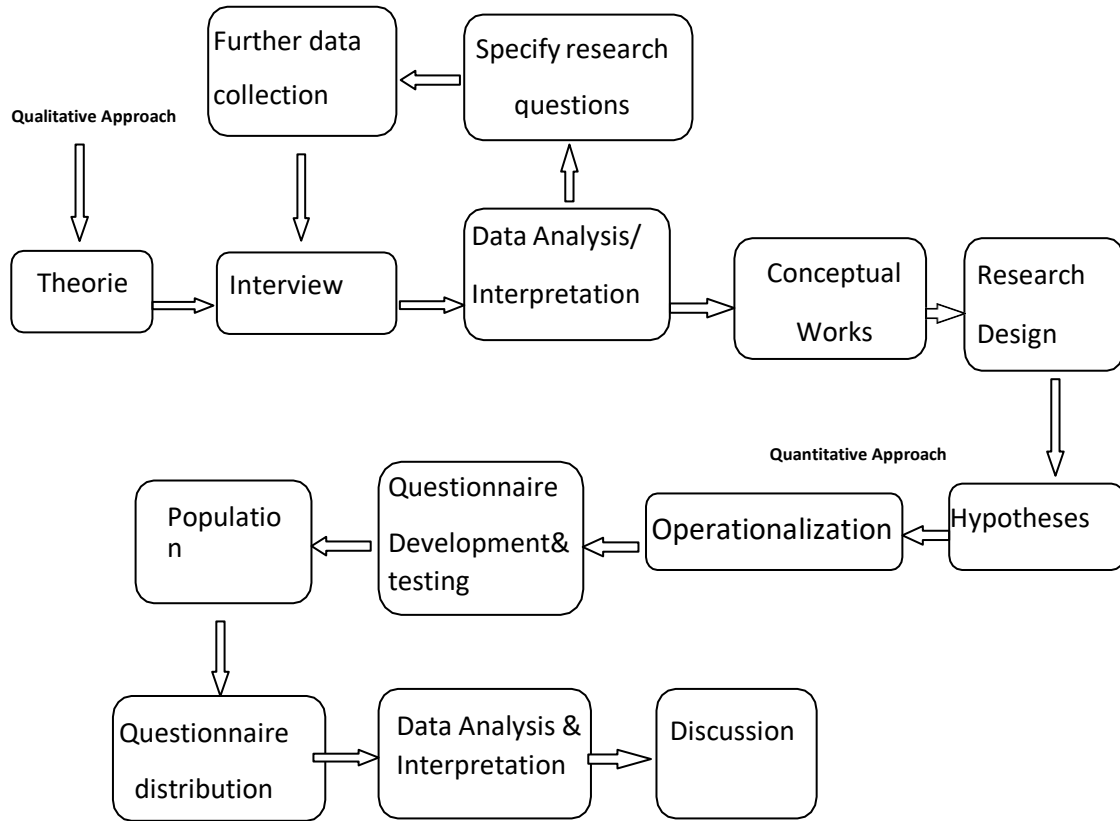 Further data
collection
Specify research
questions
Qualitative Approach
Theorie
Interview
Data Analysis/
Interpretation
Conceptual
Works
Research
Design
Quantitative Approach
Populatio
n
Questionnaire
Development&
testing
Operationalization
Hypotheses
Questionnaire
distribution
Data Analysis &
Interpretation
Discussion